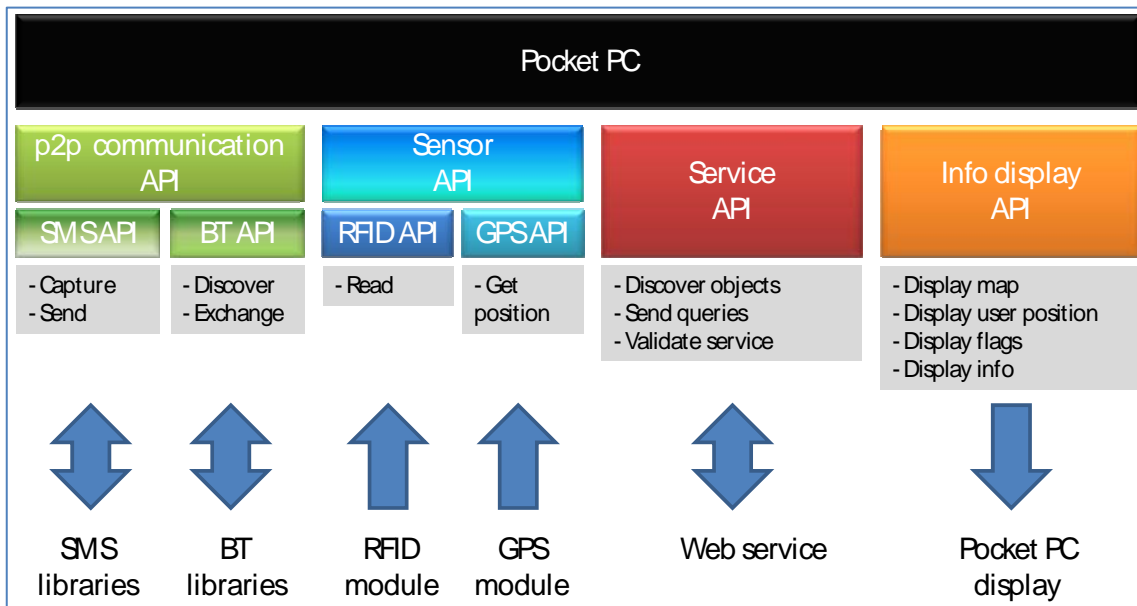 Pocket PC
p2p communication
API
Sensor
API
Service
API
Info display
API
SMS API
BT API
RFID API
GPS API
- Capture
- Send
- Discover
- Exchange
- Read
- Get
position
- Discover objects
- Send queries
- Validate service
- Display map
- Display user position
- Display flags
- Display info
SMS
libraries
BT
libraries
RFID
module
GPS
module
Web service
Pocket PC
display